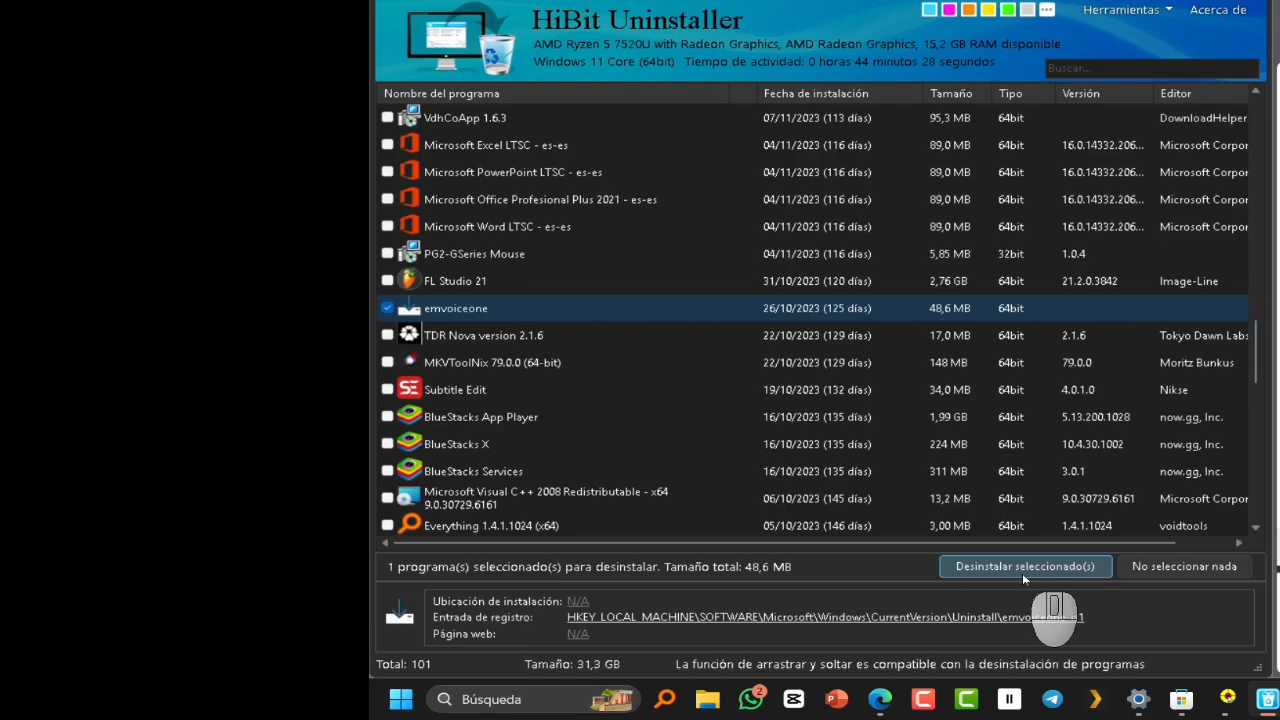 HiBit Uninstaller
Herramientas
Acerca de
AMD Ryzen 5 7520U with Radeon Graphics, AMD Radeon Graphics, 15,2 GB RAM disponible
Windows 11 Core (64bit) Tiempo de actividad: 0 horas 44 minutos 28 segundos
Buscar...
Nombre del programa Fecha de instalación Tamaño Tipo Versión Editor
VdhCoApp 1.6.3 07/11/2023 (113 días) 95,3 MB 64bit DownloadHelper
Microsoft Excel LTSC - es-es 04/11/2023 (116 días) 89,0 MB 64bit 16.0.14332.206... Microsoft Corpor
Microsoft PowerPoint LTSC - es-es 04/11/2023 (116 días) 89,0 MB 64bit 16.0.14332.206... Microsoft Corpor
Microsoft Office Profesional Plus 2021 - es-es 04/11/2023 (116 días) 89,0 MB 64bit 16.0.14332.206... Microsoft Corpor
Microsoft Word LTSC - es-es 04/11/2023 (116 días) 89,0 MB 64bit 16.0.14332.206... Microsoft Corpor
PG2-GSeries Mouse 04/11/2023 (116 días) 5,85 MB 32bit 1.0.4
FL Studio 21 31/10/2023 (120 días) 2,76 GB 64bit 21.2.0.3842 Image-Line
emvoiceone 26/10/2023 (125 días) 48,6 MB 64bit
TDR Nova version 2.1.6 22/10/2023 (129 días) 17,0 MB 64bit 2.1.6 Tokyo Dawn Labs
MKVToolNix 79.0.0 (64-bit) 22/10/2023 (129 días) 148 MB 64bit 79.0.0 Moritz Bunkus
Subtitle Edit 19/10/2023 (132 días) 34,0 MB 64bit 4.0.1.0 Nikse
BlueStacks App Player 16/10/2023 (135 días) 1,99 GB 64bit 5.13.200.1028 now.gg, Inc.
BlueStacks X 16/10/2023 (135 días) 224 MB 64bit 10.4.30.1002 now.gg, Inc.
BlueStacks Services 16/10/2023 (135 días) 311 MB 64bit 3.0.1 now.gg, Inc.
Microsoft Visual C++ 2008 Redistributable - x64 06/10/2023 (145 días) 13,2 MB 64bit 9.0.30729.6161 Microsoft Corpor
9.0.30729.6161
Everything 1.4.1.1024 (x64) 05/10/2023 (146 días) 3,00 MB 64bit 1.4.1.1024 voidtools
1 programa(s) seleccionado(s) para desinstalar. Tamaño total: 48,6 MB
Desinstalar seleccionado(s)
No seleccionar nada
Ubicación de instalación: N/A
Entrada de registro: HKEY_LOCAL_MACHINE\SOFTWARE\Microsoft\Windows\CurrentVersion\Uninstall\
Página web: N/A
Total: 101 Tamaño: 31,3 GB La función de arrastrar y soltar es compatible con la desinstalación de programas
Búsqueda
2